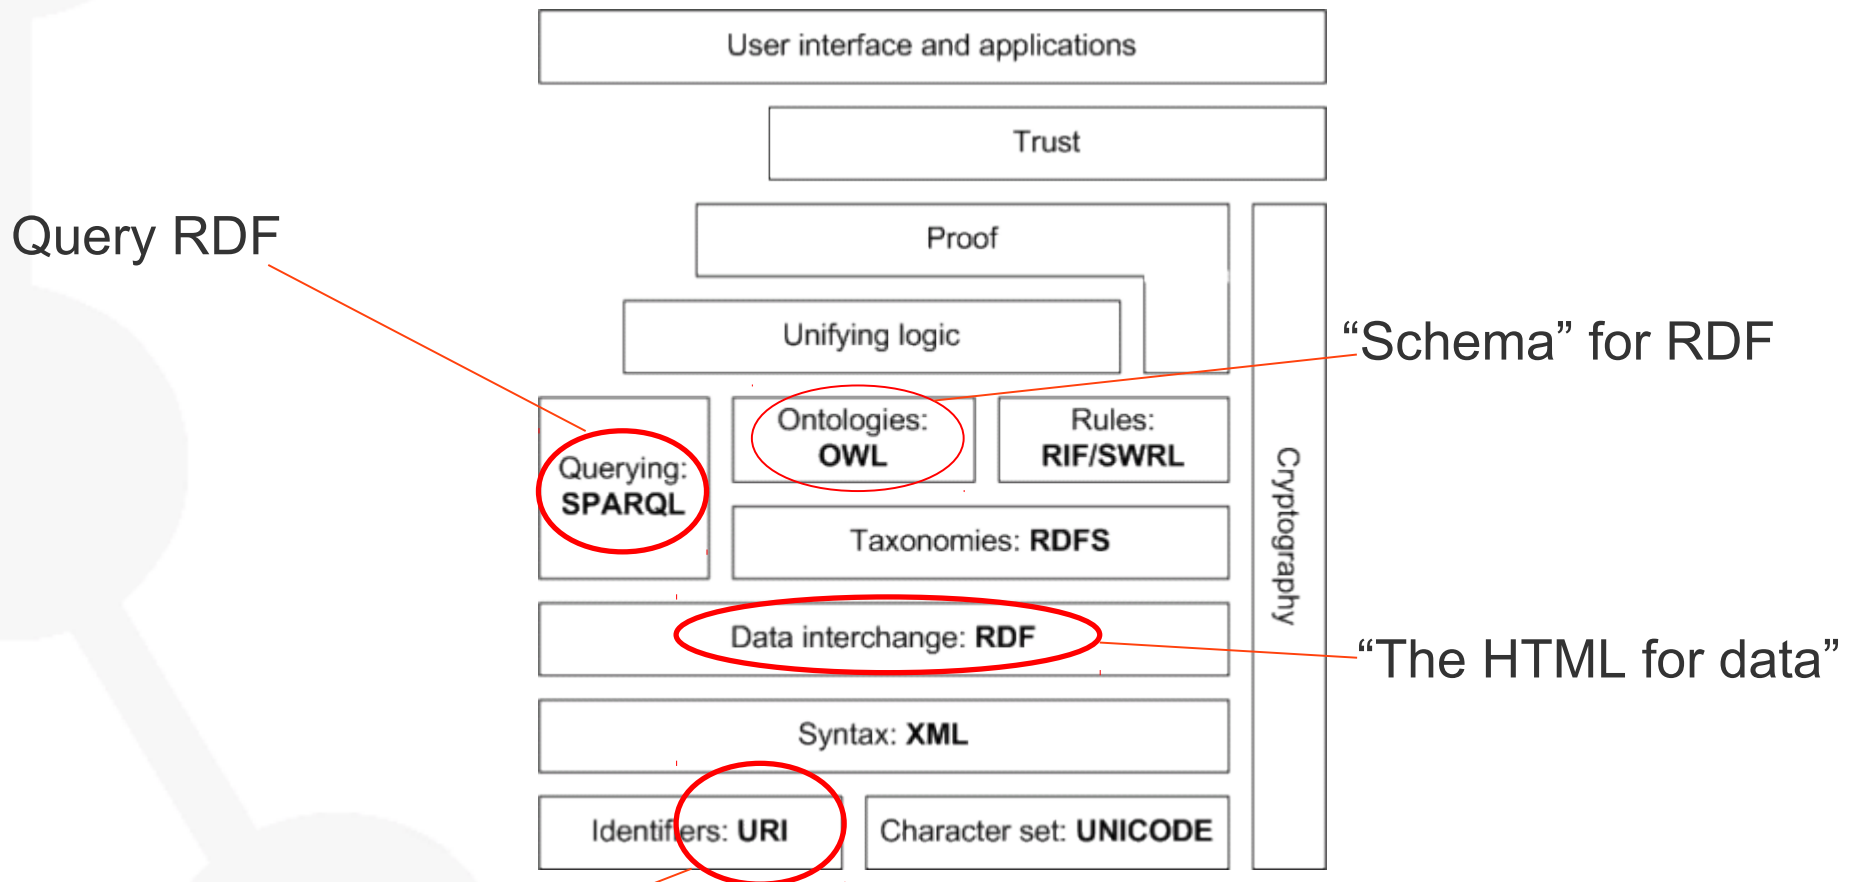 User interface and applications
Trust
Query RDF
Proof
Unifying logic
“Schema” for RDF
Ontologies:
OWL
Rules:
RIF/SWRL
Querying:
SPARQL
Cryptography
Taxonomies: RDFS
Data interchange: RDF
“The HTML for data”
Syntax: XML
Identifiers: URI
Character set: UNICODE